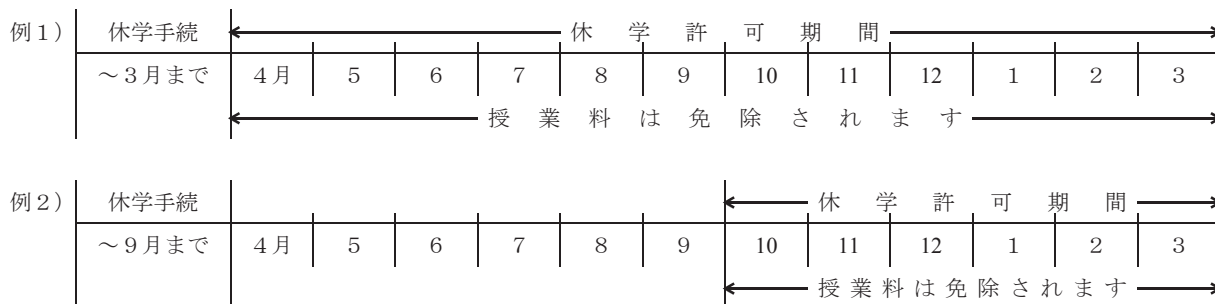 例1) 休学手続 休学許可期間
~3月まで 4月 5 6 7 8 9 10 11 12 1 2 3
授業料は免除されます
例2) 休学手続 休学許可期間
~9月まで 4月 5 6 7 8 9 10 11 12 1 2 3
授業料は免除されます